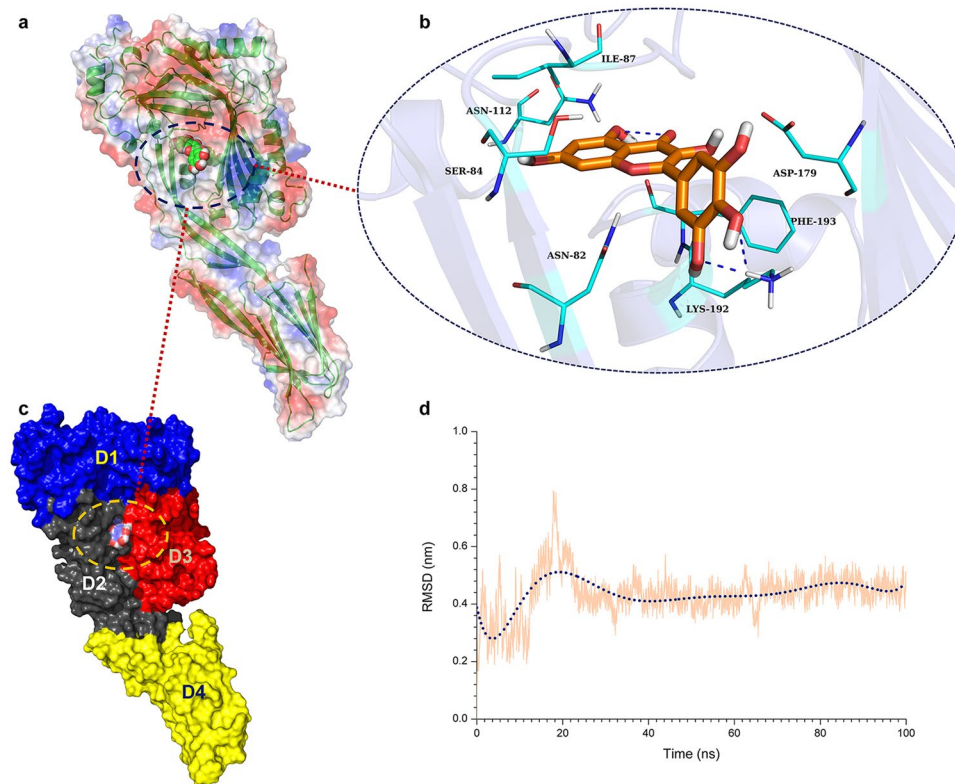 a
b
ILE-87
ASN-112
SER-84
ASP-179
PHE-193
ASN-82
LYS-192
c
D1
D3
D2
D4
d
1.0
0.8
0.6
0.4
0.2
0.0
RMSD (nm)
0 20 40 60 80 100
Time (ns)